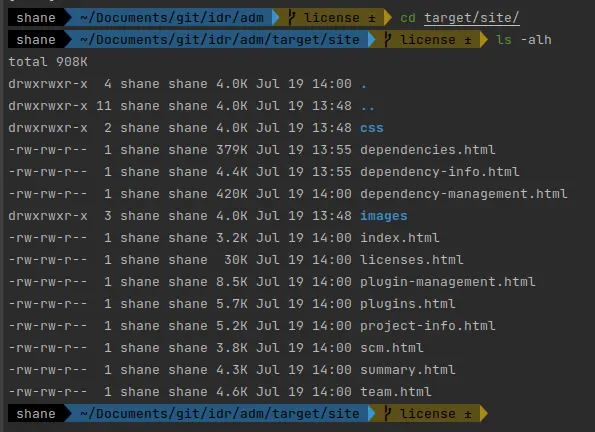 shane ~/Documents/git/idr/adm license ± cd target/site/
shane ~/Documents/git/idr/adm/target/site license ± ls -alh
total 908K
drwxrwxr-x  4 shane shane 4.0K Jul 19 14:00 .
drwxrwxr-x 11 shane shane 4.0K Jul 19 13:48 ..
drwxrwxr-x  2 shane shane 4.0K Jul 19 13:48 css
-rw-rw-r--  1 shane shane 379K Jul 19 13:55 dependencies.html
-rw-rw-r--  1 shane shane 4.4K Jul 19 13:55 dependency-info.html
-rw-rw-r--  1 shane shane 420K Jul 19 14:00 dependency-management.html
drwxrwxr-x  3 shane shane 4.0K Jul 19 13:48 images
-rw-rw-r--  1 shane shane 3.2K Jul 19 14:00 index.html
-rw-rw-r--  1 shane shane  30K Jul 19 14:00 licenses.html
-rw-rw-r--  1 shane shane 8.5K Jul 19 14:00 plugin-management.html
-rw-rw-r--  1 shane shane 5.7K Jul 19 14:00 plugins.html
-rw-rw-r--  1 shane shane 5.2K Jul 19 14:00 project-info.html
-rw-rw-r--  1 shane shane 3.8K Jul 19 14:00 scm.html
-rw-rw-r--  1 shane shane 4.3K Jul 19 14:00 summary.html
-rw-rw-r--  1 shane shane 4.6K Jul 19 14:00 team.html
shane ~/Documents/git/idr/adm/target/site license ±